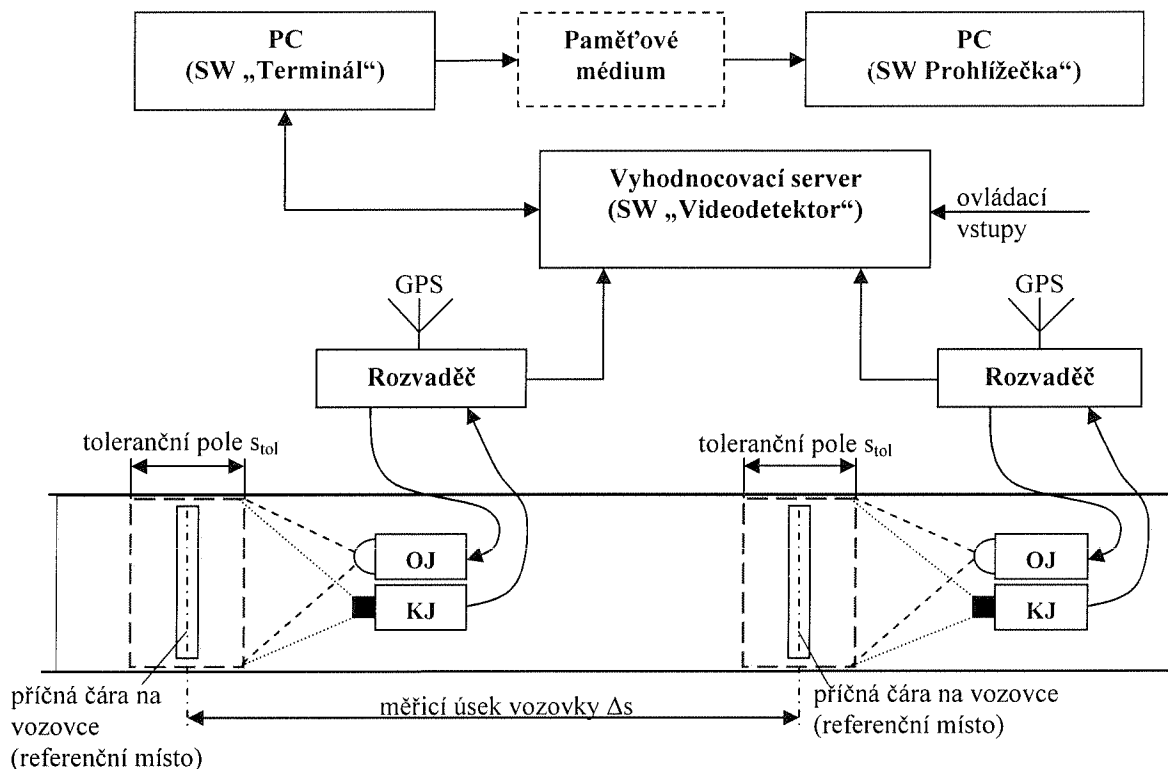 PC
(SW „Terminál“)
Paměťové
médium
PC
(SW Prohlížečka“)
Vyhodnocovací server
(SW „Videodetektor“)
ovládací
vstupy
GPS
GPS
Rozvaděč
Rozvaděč
toleranční pole stol
toleranční pole stol
OJ
KJ
OJ
KJ
příčná čára na
vozovce
(referenční místo)
měřicí úsek vozovky Δs
příčná čára na vozovce
(referenční místo)